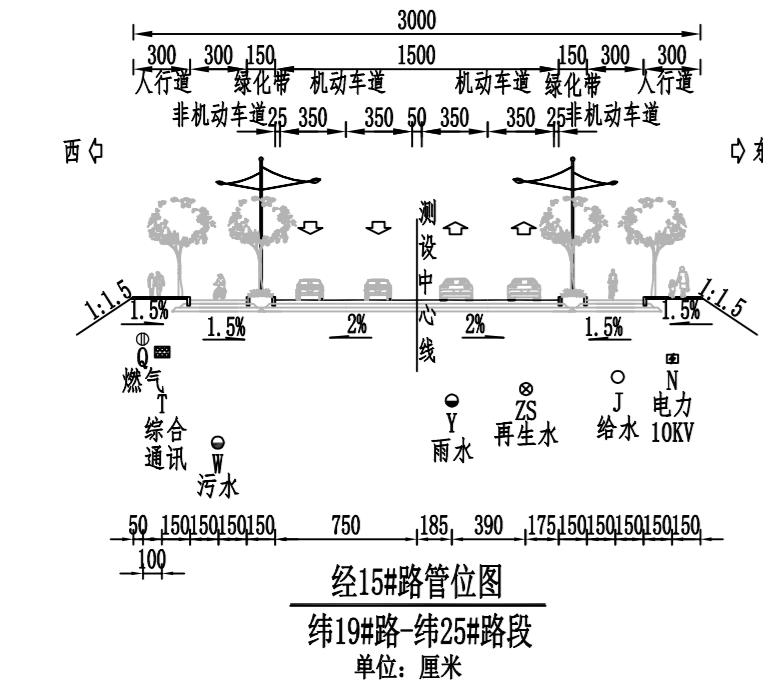 3000
300 300 150 1500 150 300 300
人行道 绿化带 机动车道 机动车道 绿化带 人行道
非机动车道 25 350 350 50 350 350 25 非机动车道
西 东
测设中心线
1:1.5 1:1.5
1.5% 1.5% 2% 2% 1.5% 1.5%
Q
燃气
T
综合
通讯
W
污水
Y
雨水
ZS
再生水
J
给水
N
电力
10KV
50 150 150 150 150 750 185 390 175 150 150 150 150 150
100
经15#路管位图
纬19#路-纬25#路段
单位：厘米